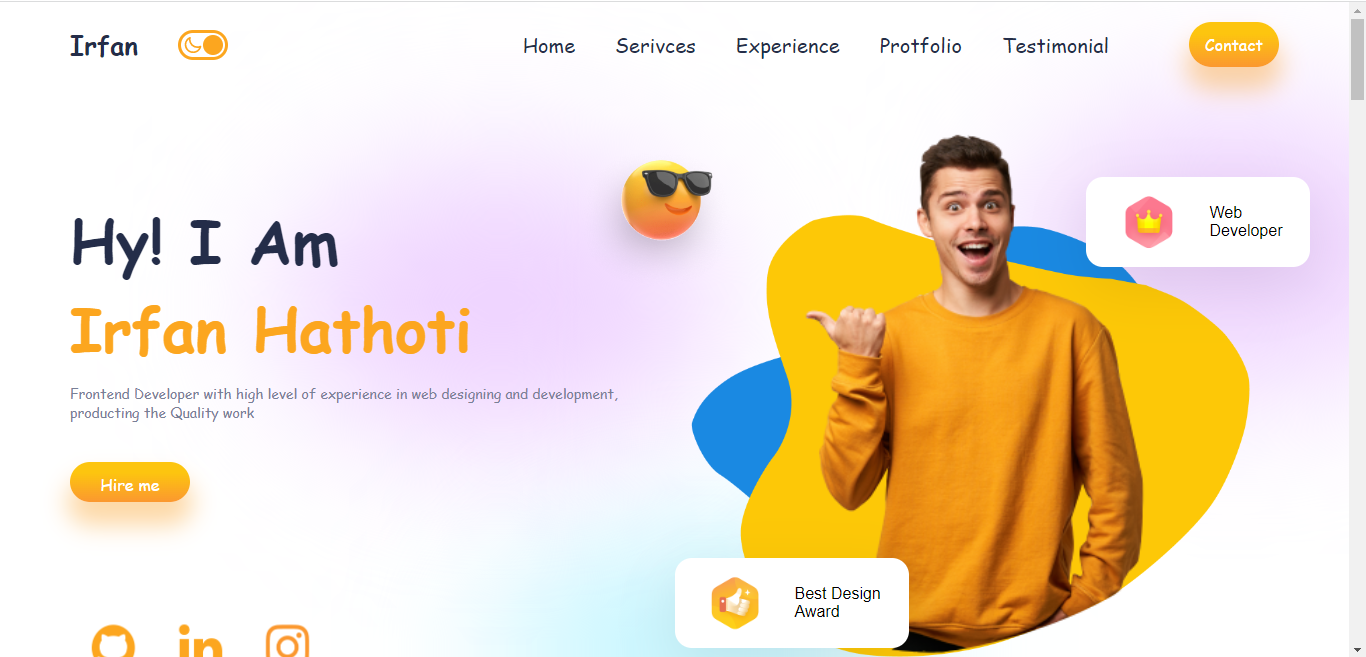 Irfan
Home Serivces Experience Protfolio Testimonial Contact
Hy! I Am
Irfan Hathoti
Frontend Developer with high level of experience in web designing and development,
producting the Quality work
Hire me
Web
Developer
Best Design
Award
in